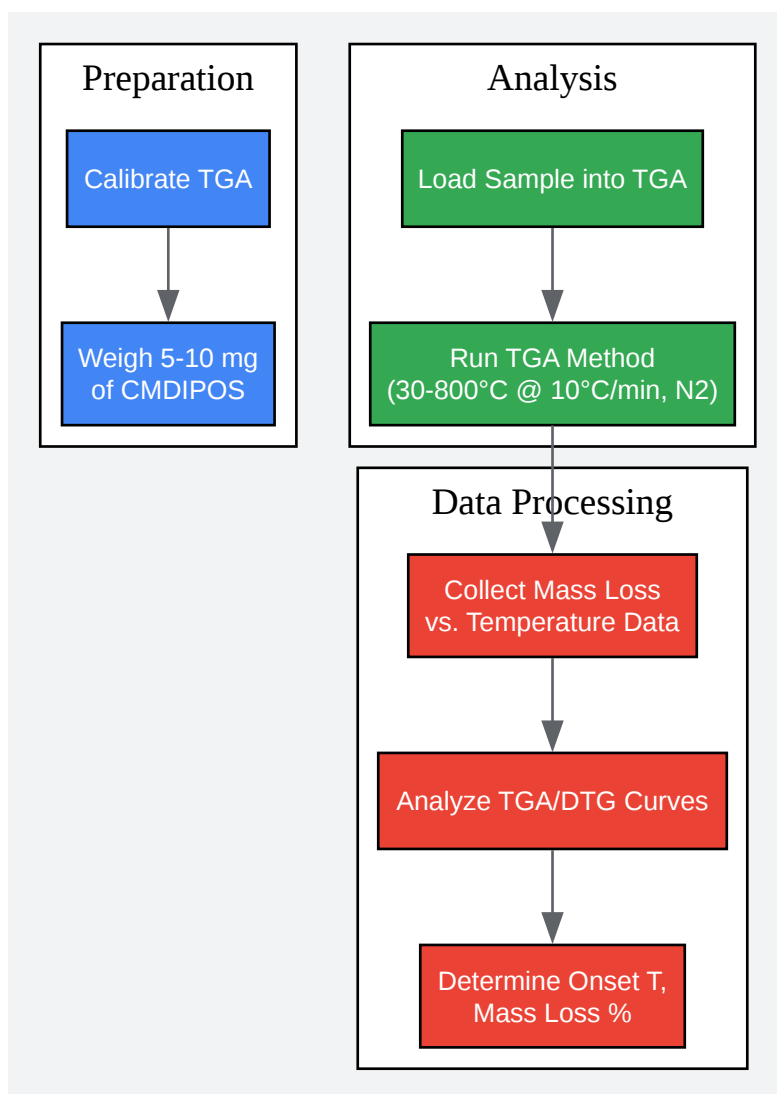 Preparation
Calibrate TGA
Weigh 5-10 mg
of CMDIPOS
Analysis
Load Sample into TGA
Run TGA Method
(30-800°C @ 10°C/min, N2)
Data Processing
Collect Mass Loss
vs. Temperature Data
Analyze TGA/DTG Curves
Determine Onset T,
Mass Loss %